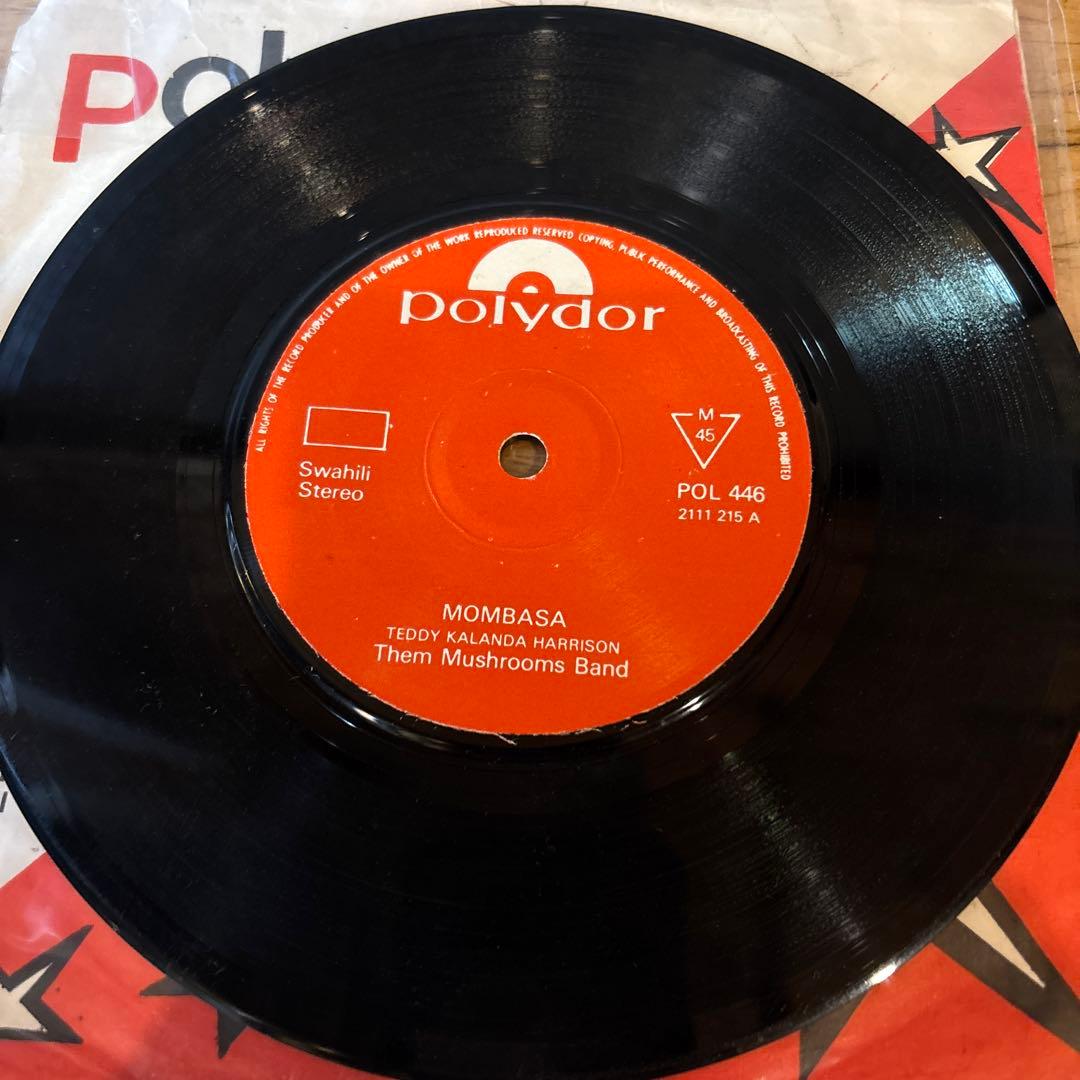 Pol
ALL RIGHTS OF THE RECORD PRODUCER AND OF THE OWNER OF THE WORK REPRODUCED RESERVED COPYING, PUBLIC PERFORMANCE AND BROADCASTING OF THIS RECORD PROHIBITED
polydor
M
45
Swahili
Stereo
POL 446
2111 215 A
MOMBASA
TEDDY KALANDA HARRISON
Them Mushrooms Band